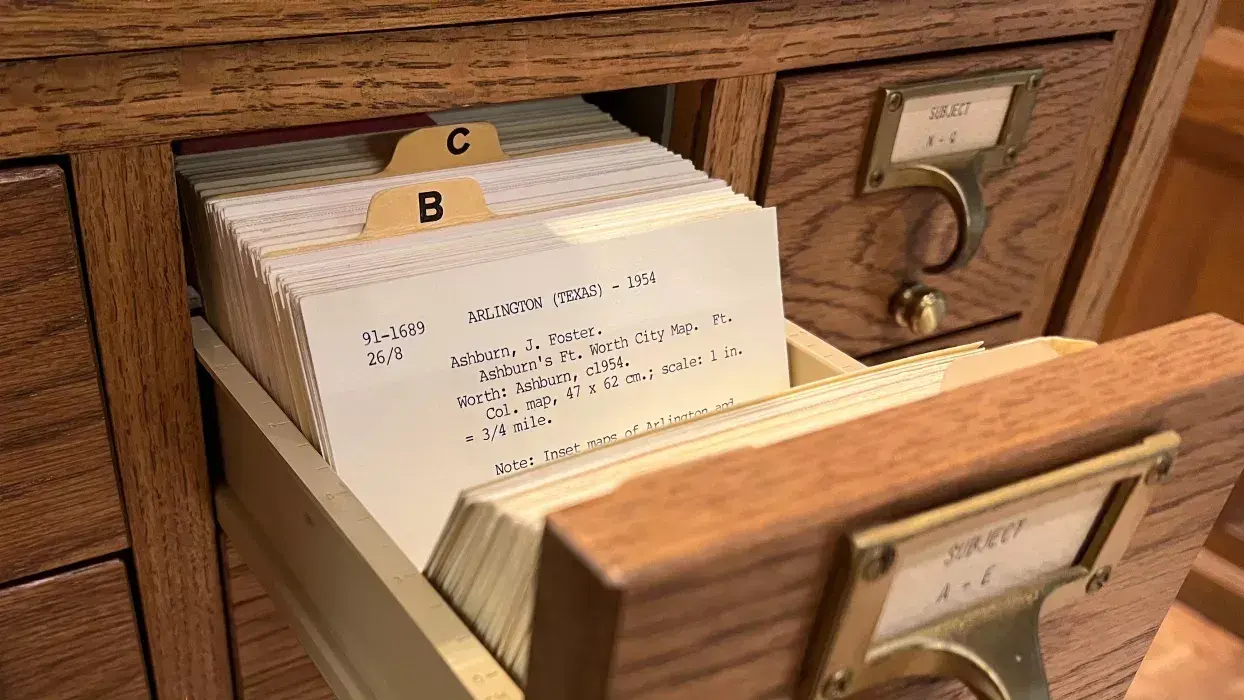 C
B
ARLINGTON (TEXAS) - 1954
91-1689
26/8
Ashburn, J. Foster.
Ashburn's Ft. Worth City Map. Ft.
Worth: Ashburn, c1954.
Col. map, 47 x 62 cm.; scale: 1 in.
= 3/4 mile.
Note: Inset maps of Arlington and
SUBJECT
N - Q
SUBJECT
A - E